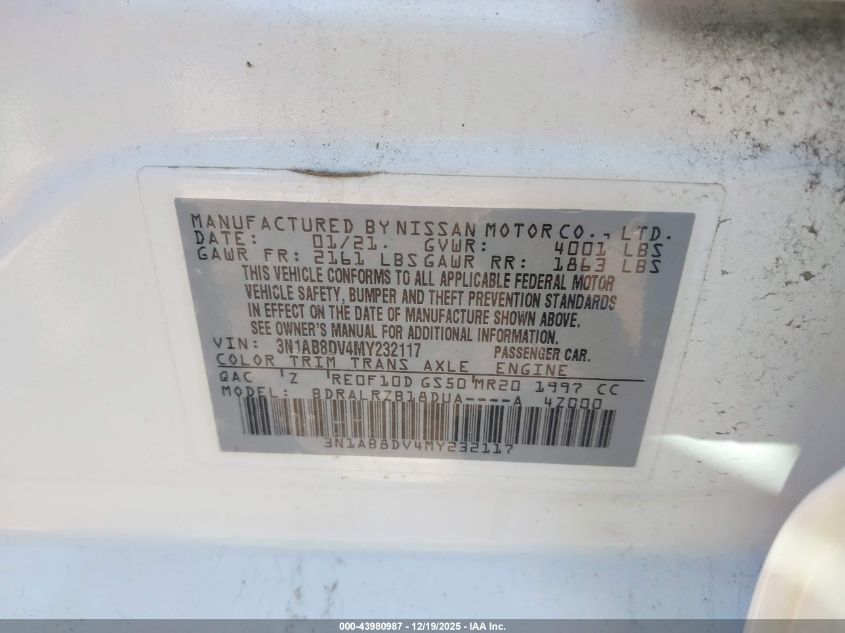 MANUFACTURED BY NISSAN MOTOR CO., LTD.
DATE: 01/21. GVWR: 4001 LBS
GAWR FR: 2161 LBS GAWR RR: 1863 LBS
THIS VEHICLE CONFORMS TO ALL APPLICABLE FEDERAL MOTOR
VEHICLE SAFETY, BUMPER AND THEFT PREVENTION STANDARDS
IN EFFECT ON THE DATE OF MANUFACTURE SHOWN ABOVE.
SEE OWNER'S MANUAL FOR ADDITIONAL INFORMATION.
VIN: 3N1AB8DV4MY232117 PASSENGER CAR.
COLOR TRIM TRANS AXLE ENGINE
QAC Z RE0F10D GS50 MR20 1997 CC
MODEL: BDRALRZB18DUA----A 4Z000
3N1AB8DV4MY232117
000-43980987 - 12/19/2025 - IAA Inc.